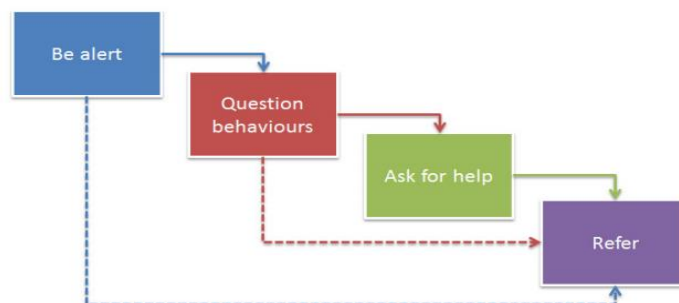 Be alert
Question
behaviours
Ask for help
Refer